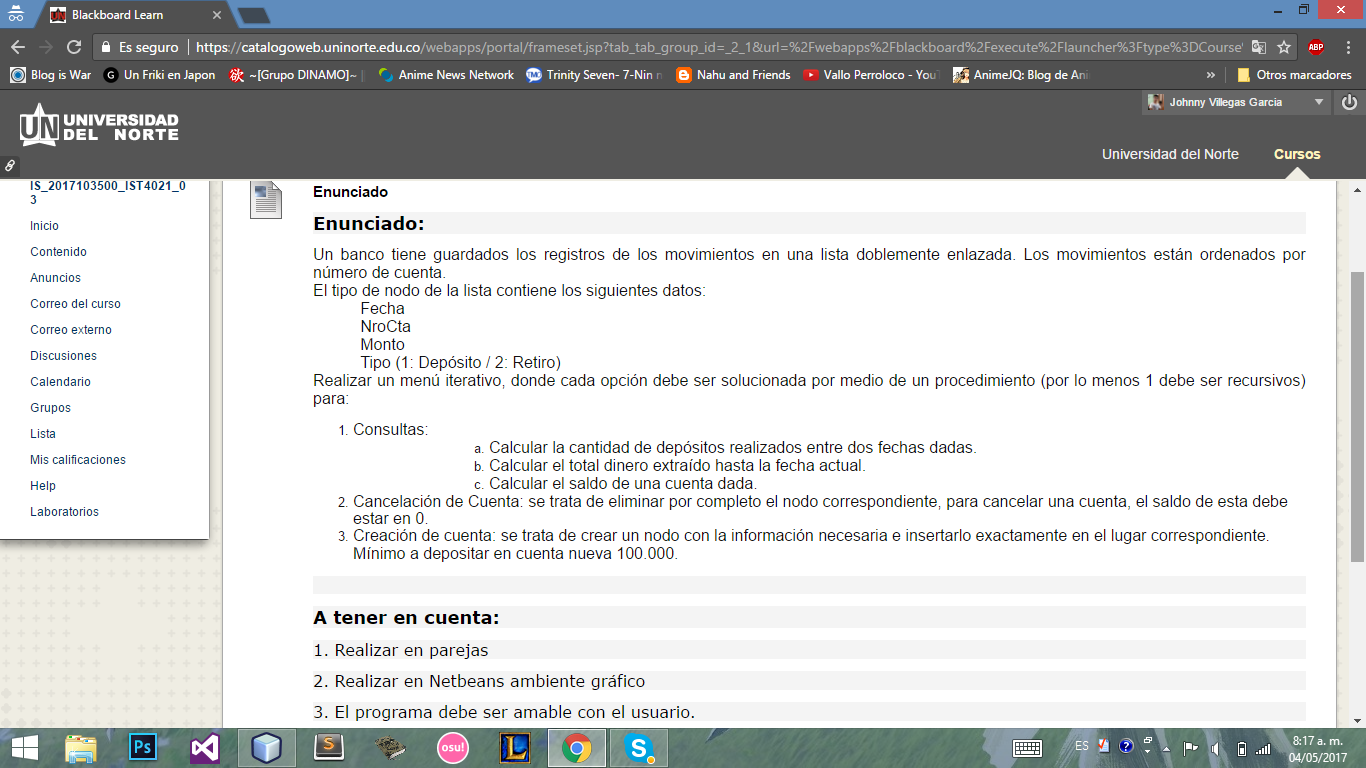 Blackboard Learn
Es seguro | https://catalogoweb.uninorte.edu.co/webapps/portal/frameset.jsp?tab_tab_group_id=_2_1&url=%2Fwebapps%2Fblackboard%2Fexecute%2Flauncher%3Ftype%3DCourse
ABP
Blog is War
Un Friki en Japon
~[Grupo DINAMO]~
Anime News Network
Trinity Seven- 7-Nin n
Nahu and Friends
Vallo Perroloco - You
AnimeJQ: Blog de Ani
»
Otros marcadores
Johnny Villegas Garcia
UN UNIVERSIDAD
DEL NORTE
Universidad del Norte
Cursos
IS_2017103500_IST4021_0
3
Inicio
Contenido
Anuncios
Correo del curso
Correo externo
Discusiones
Calendario
Grupos
Lista
Mis calificaciones
Help
Laboratorios
Enunciado
Enunciado:
Un banco tiene guardados los registros de los movimientos en una lista doblemente enlazada. Los movimientos están ordenados por
número de cuenta.
El tipo de nodo de la lista contiene los siguientes datos:
Fecha
NroCta
Monto
Tipo (1: Depósito / 2: Retiro)
Realizar un menú iterativo, donde cada opción debe ser solucionada por medio de un procedimiento (por lo menos 1 debe ser recursivos)
para:
1. Consultas:
a. Calcular la cantidad de depósitos realizados entre dos fechas dadas.
b. Calcular el total dinero extraído hasta la fecha actual.
c. Calcular el saldo de una cuenta dada.
2. Cancelación de Cuenta: se trata de eliminar por completo el nodo correspondiente, para cancelar una cuenta, el saldo de esta debe
estar en 0.
3. Creación de cuenta: se trata de crear un nodo con la información necesaria e insertarlo exactamente en el lugar correspondiente.
Mínimo a depositar en cuenta nueva 100.000.
A tener en cuenta:
1. Realizar en parejas
2. Realizar en Netbeans ambiente gráfico
3. El programa debe ser amable con el usuario.
Ps
S
osu!
L
S
ES
?
8:17 a. m.
04/05/2017